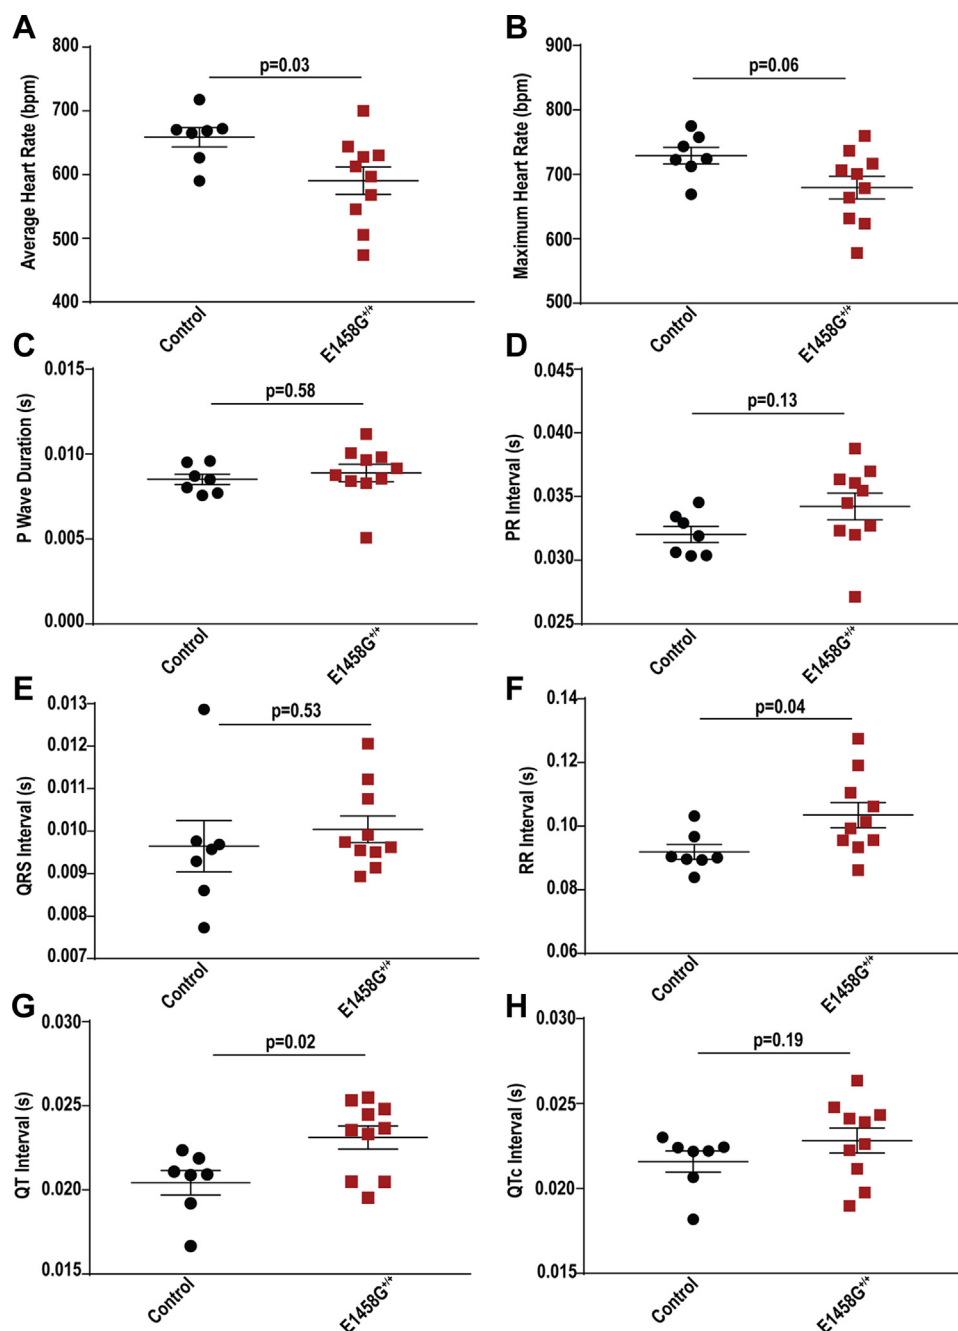 A
Average Heart Rate (bpm)
800
700
600
500
400
p=0.03
Control
E1458G+/+
B
Maximum Heart Rate (bpm)
900
800
700
600
500
p=0.06
Control
E1458G+/+
C
P Wave Duration (s)
0.015
0.010
0.005
0.000
p=0.58
Control
E1458G+/+
D
PR Interval (s)
0.045
0.040
0.035
0.030
0.025
p=0.13
Control
E1458G+/+
E
QRS Interval (s)
0.013
0.012
0.011
0.010
0.009
0.008
0.007
p=0.53
Control
E1458G+/+
F
RR Interval (s)
0.14
0.12
0.10
0.08
0.06
p=0.04
Control
E1458G+/+
G
QT Interval (s)
0.030
0.025
0.020
0.015
p=0.02
Control
E1458G+/+
H
QTc Interval (s)
0.030
0.025
0.020
0.015
p=0.19
Control
E1458G+/+